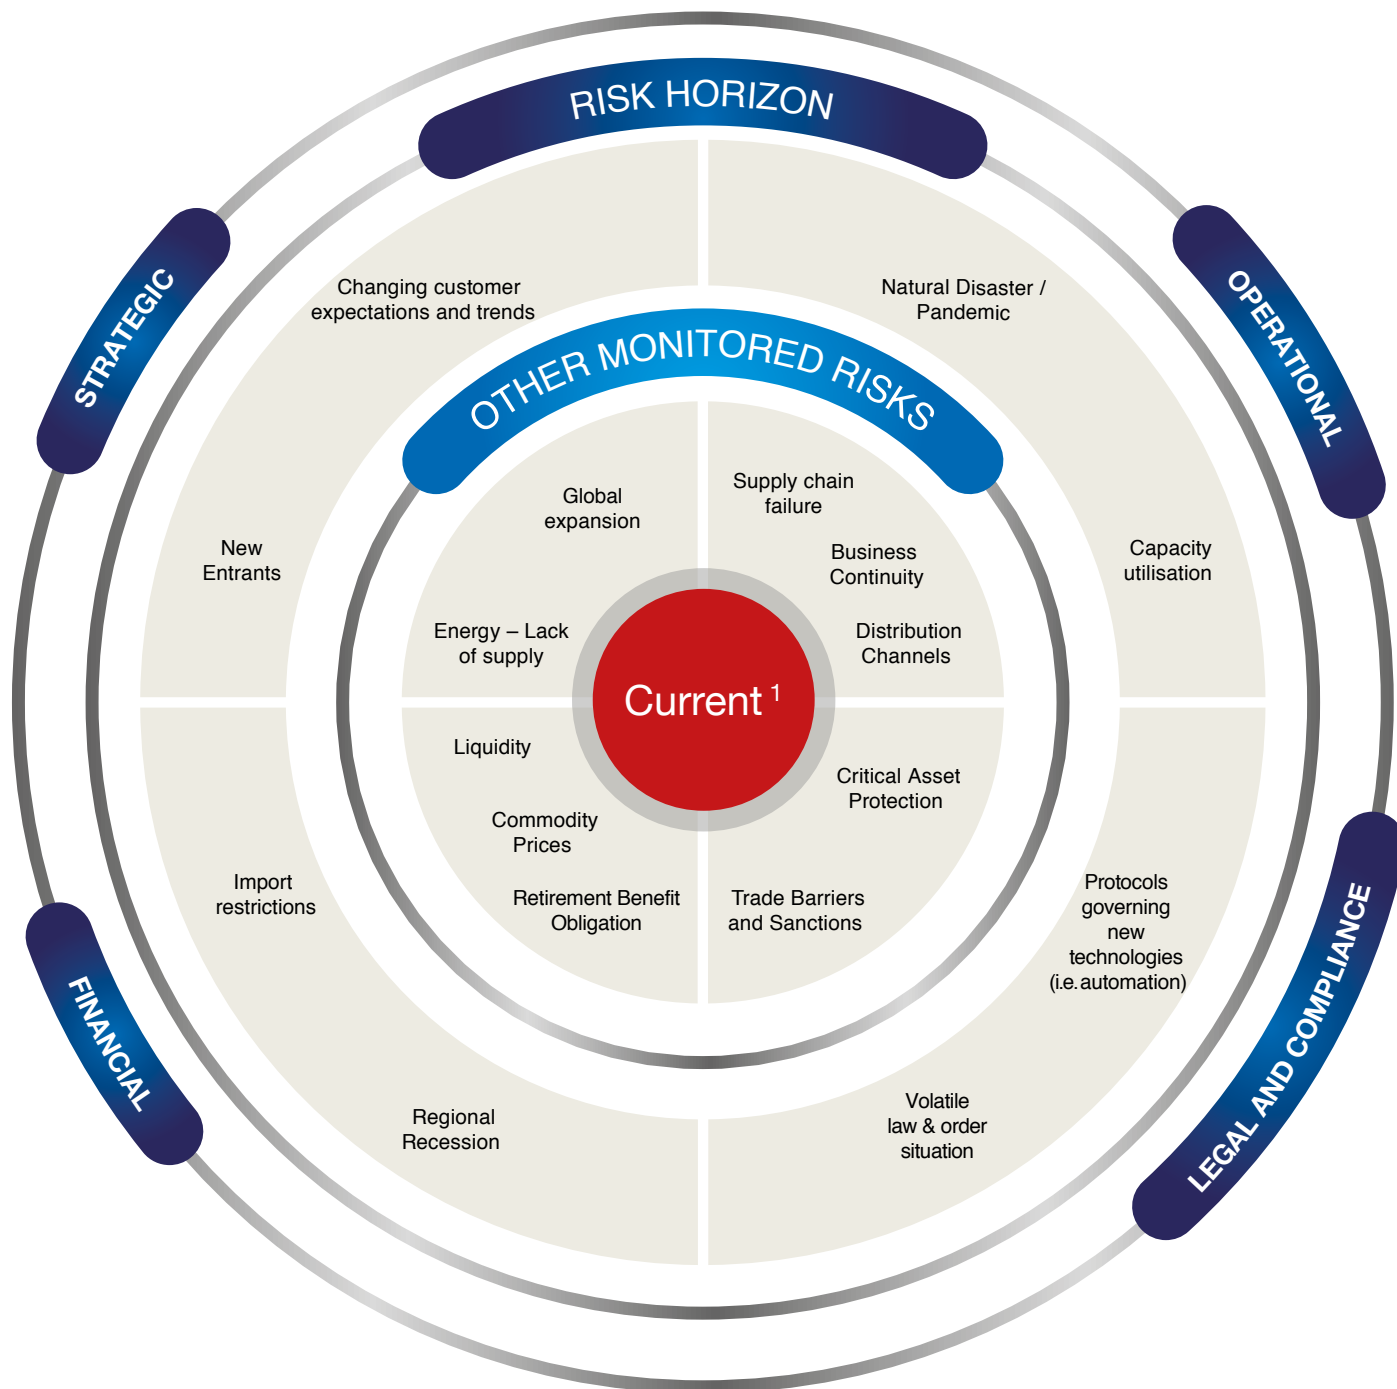 RISK HORIZON
STRATEGIC
OPERATIONAL
Changing customer
expectations and trends
Natural Disaster /
Pandemic
OTHER MONITORED RISKS
Global
expansion
Supply chain
failure
New
Entrants
Business
Continuity
Capacity
utilisation
Energy – Lack
of supply
Distribution
Channels
Current 1
Liquidity
Critical Asset
Protection
Commodity
Prices
Import
restrictions
Retirement Benefit
Obligation
Trade Barriers
and Sanctions
Protocols
governing
new
technologies
(i.e. automation)
FINANCIAL
LEGAL AND COMPLIANCE
Regional
Recession
Volatile
law & order
situation